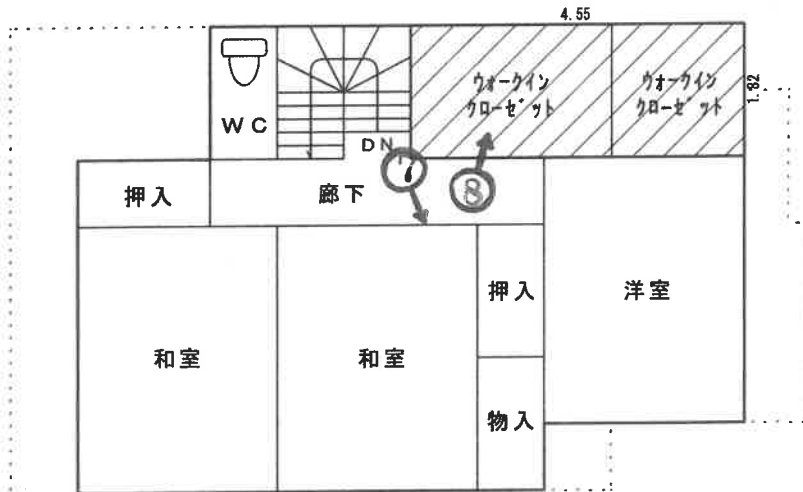 4.55
ウォークイン
クローゼット
ウォークイン
クローゼット
1.82
WC
DN
押入
廊下
8
押入
洋室
和室
和室
物入